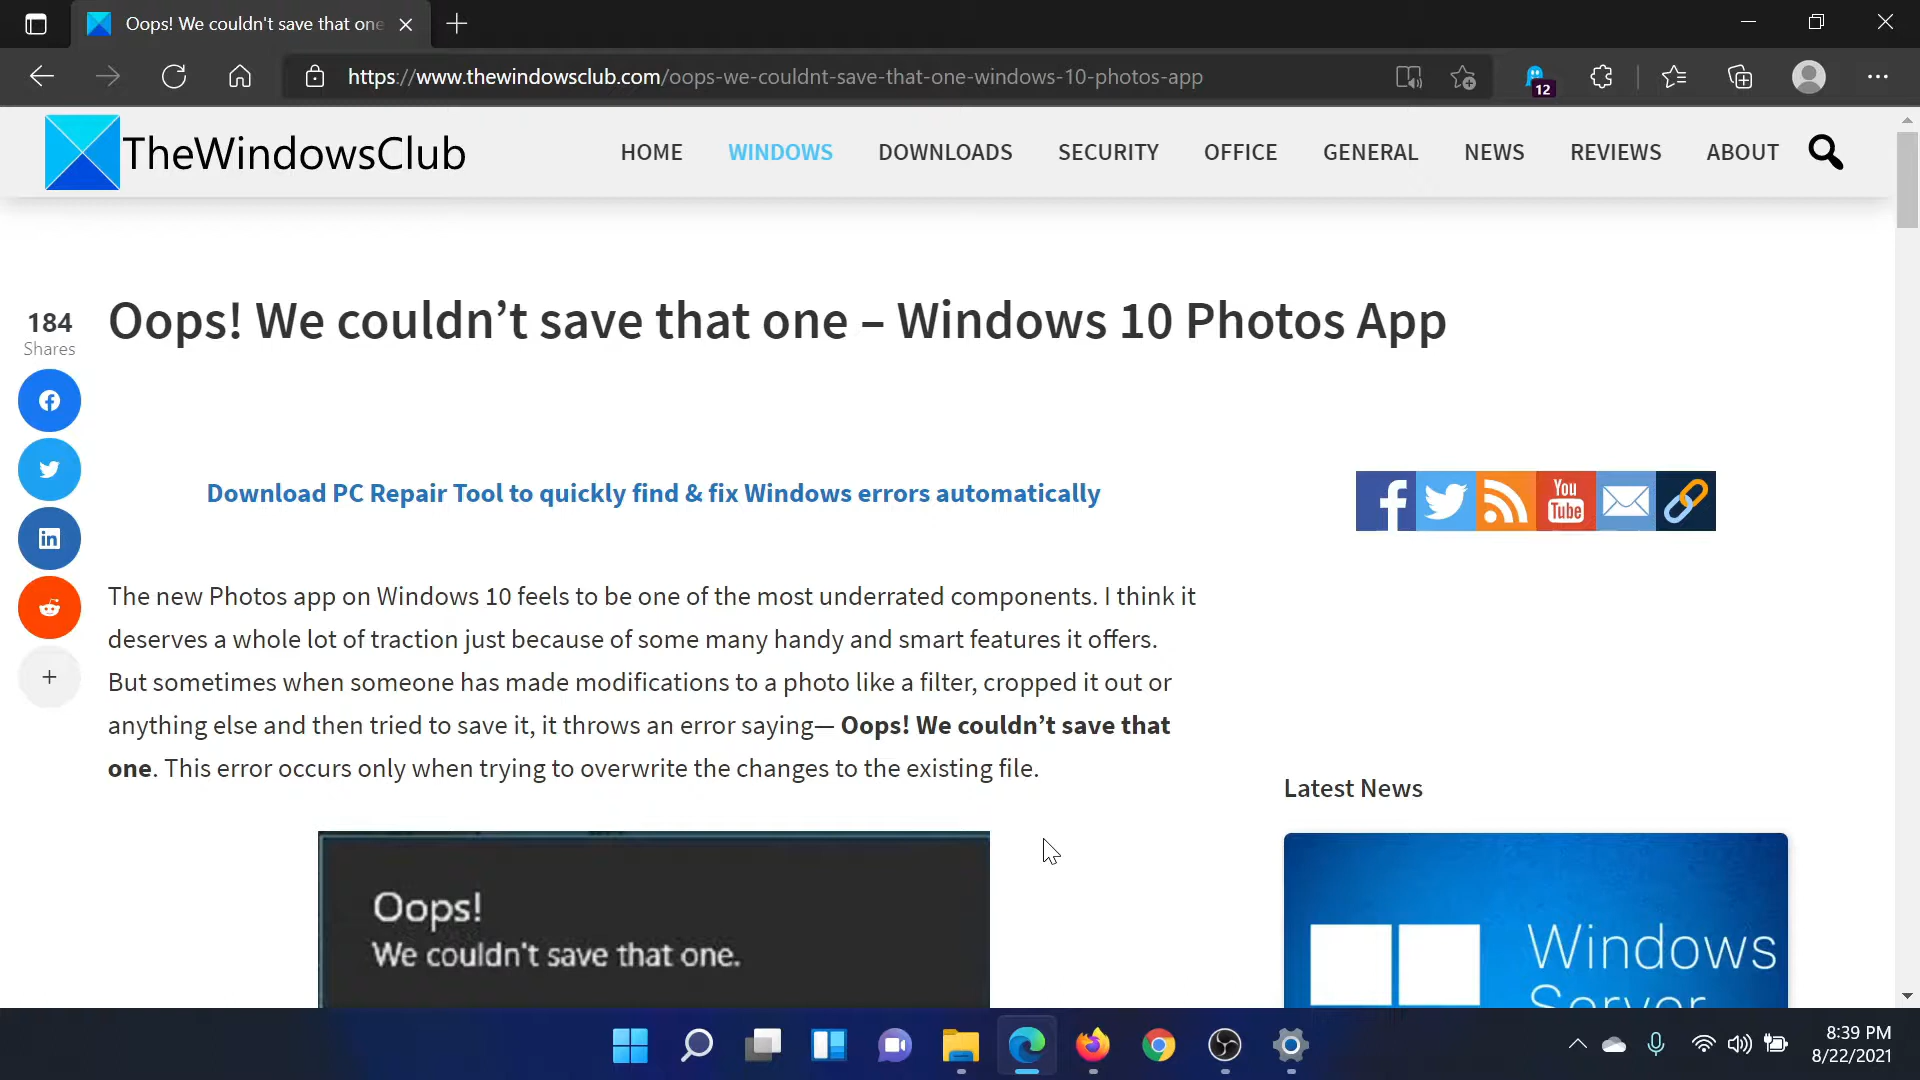 Oops! We couldn't save that one
https://www.thewindowsclub.com/oops-we-couldnt-save-that-one-windows-10-photos-app
12
TheWindowsClub
HOME WINDOWS DOWNLOADS SECURITY OFFICE GENERAL NEWS REVIEWS ABOUT
184
Shares
Oops! We couldn’t save that one – Windows 10 Photos App
Download PC Repair Tool to quickly find & fix Windows errors automatically
You
Tube
The new Photos app on Windows 10 feels to be one of the most underrated components. I think it
deserves a whole lot of traction just because of some many handy and smart features it offers.
But sometimes when someone has made modifications to a photo like a filter, cropped it out or
anything else and then tried to save it, it throws an error saying— Oops! We couldn’t save that
one. This error occurs only when trying to overwrite the changes to the existing file.
Oops!
We couldn't save that one.
Latest News
Windows
Server
8:39 PM
8/22/2021